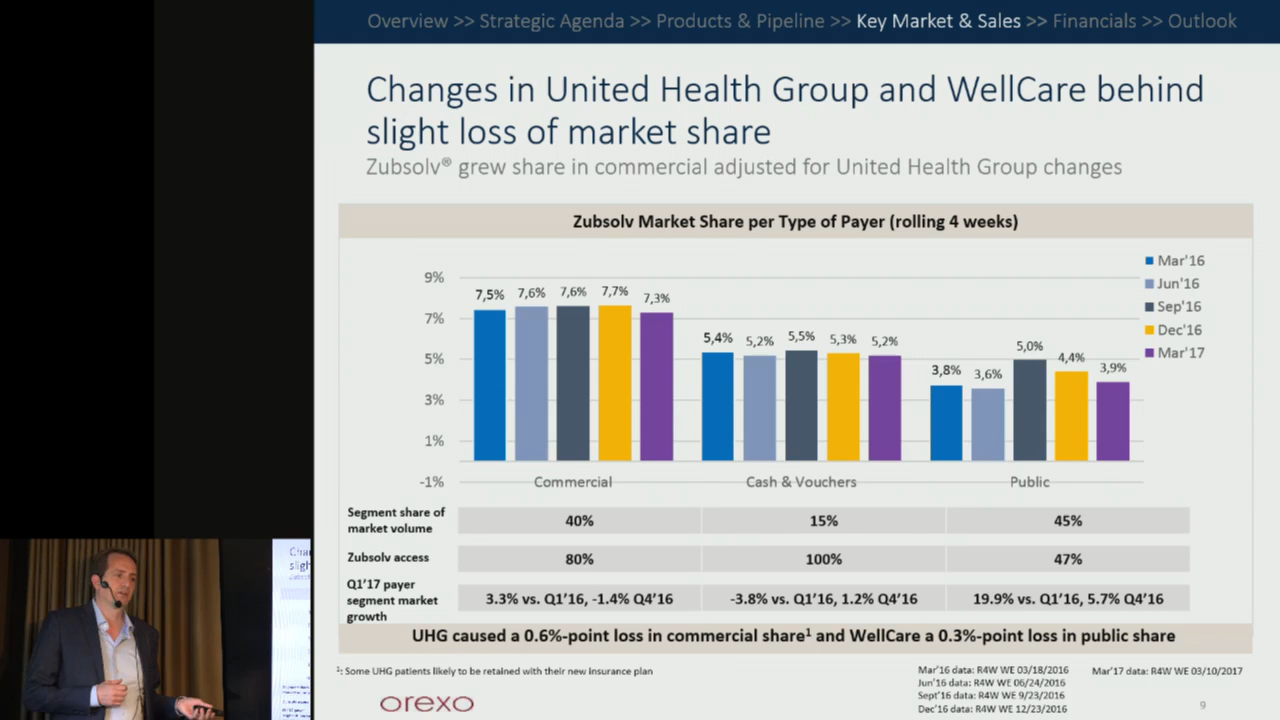 Overview >> Strategic Agenda >> Products & Pipeline >> Key Market & Sales >> Financials >> Outlook
Changes in United Health Group and WellCare behind
slight loss of market share
Zubsolv® grew share in commercial adjusted for United Health Group changes
Zubsolv Market Share per Type of Payer (rolling 4 weeks)
9%
7%
5%
3%
1%
-1%
7,5% 7,6% 7,6% 7,7% 7,3%
5,4% 5,2% 5,5% 5,3% 5,2%
3,8% 3,6% 5,0% 4,4% 3,9%
Mar'16
Jun'16
Sep'16
Dec'16
Mar'17
Commercial Cash & Vouchers Public
Segment share of
market volume
40% 15% 45%
Zubsolv access
80% 100% 47%
Q1'17 payer
segment market
growth
3.3% vs. Q1'16, -1.4% Q4'16 -3.8% vs. Q1'16, 1.2% Q4'16 19.9% vs. Q1'16, 5.7% Q4'16
UHG caused a 0.6%-point loss in commercial share¹ and WellCare a 0.3%-point loss in public share
¹: Some UHG patients likely to be retained with their new insurance plan
Mar'16 data: R4W WE 03/18/2016 Mar'17 data: R4W WE 03/10/2017
Jun'16 data: R4W WE 06/24/2016
Sept'16 data: R4W WE 9/23/2016
Dec'16 data: R4W WE 12/23/2016
orexo
9